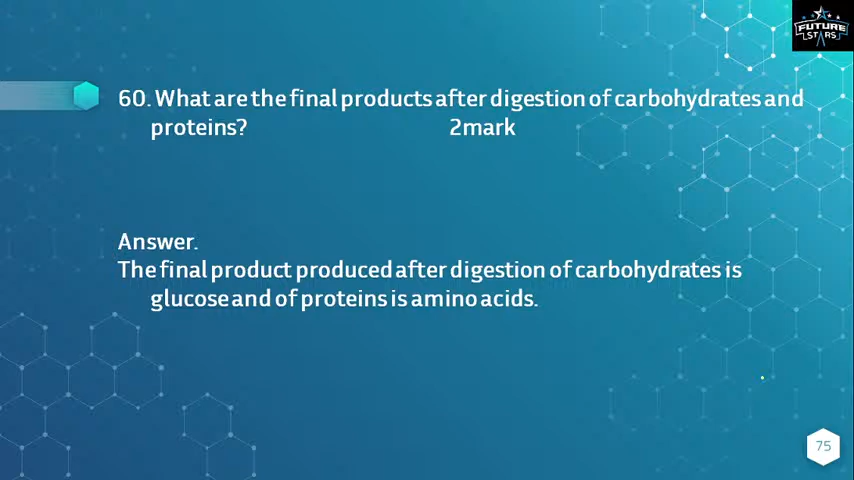 FUTURE
STARS
60. What are the final products after digestion of carbohydrates and
proteins? 2mark
Answer.
The final product produced after digestion of carbohydrates is
glucose and of proteins is amino acids.
75